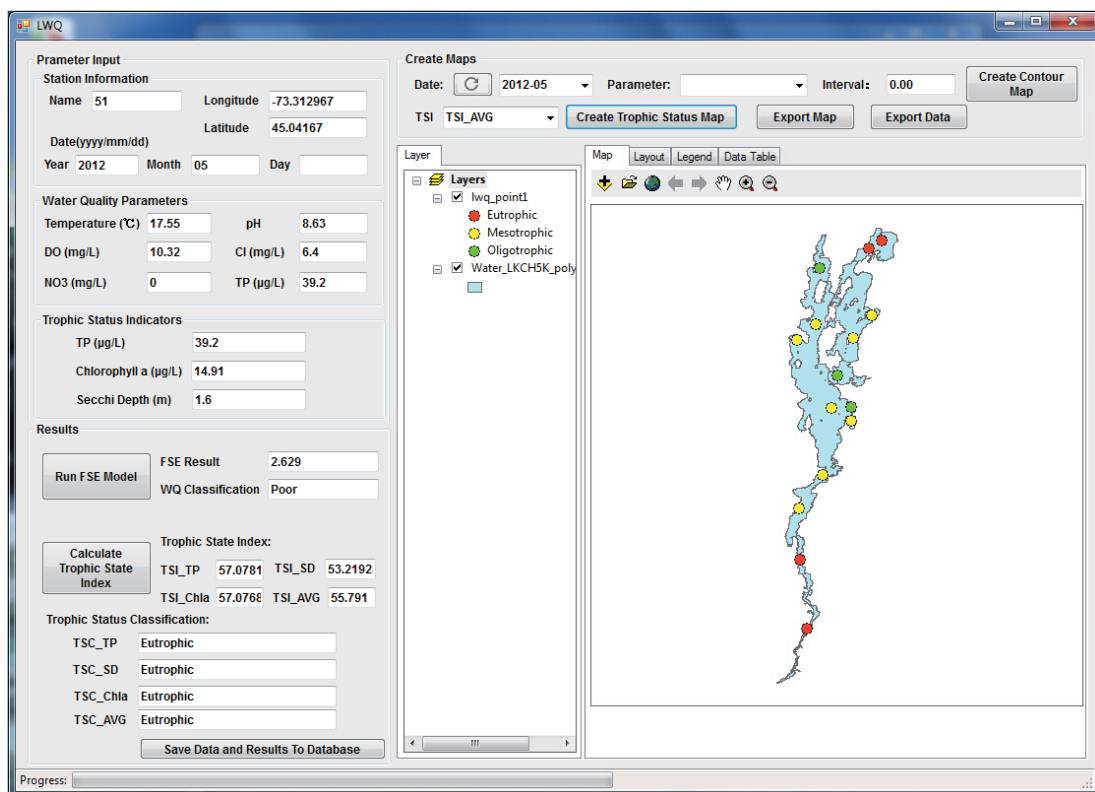 LWQ
Prameter Input
Station Information
Name 51 Longitude -73.312967
Latitude 45.04167
Date(yyyy/mm/dd)
Year 2012 Month 05 Day
Water Quality Parameters
Temperature (℃) 17.55 pH 8.63
DO (mg/L) 10.32 Cl (mg/L) 6.4
NO3 (mg/L) 0 TP (µg/L) 39.2
Trophic Status Indicators
TP (µg/L) 39.2
Chlorophyll a (µg/L) 14.91
Secchi Depth (m) 1.6
Results
Run FSE Model
FSE Result 2.629
WQ Classification Poor
Calculate
Trophic State
Index
Trophic State Index:
TSI_TP 57.0781 TSI_SD 53.2192
TSI_Chla 57.0768 TSI_AVG 55.791
Trophic Status Classification:
TSC_TP Eutrophic
TSC_SD Eutrophic
TSC_Chla Eutrophic
TSC_AVG Eutrophic
Save Data and Results To Database
Create Maps
Date: 2012-05 Parameter: Interval: 0.00
Create Contour
Map
TSI TSI_AVG Create Trophic Status Map Export Map Export Data
Layer
Layers
lwq_point1
Eutrophic
Mesotrophic
Oligotrophic
Water_LKCH5K_poly
Map Layout Legend Data Table
Progress: